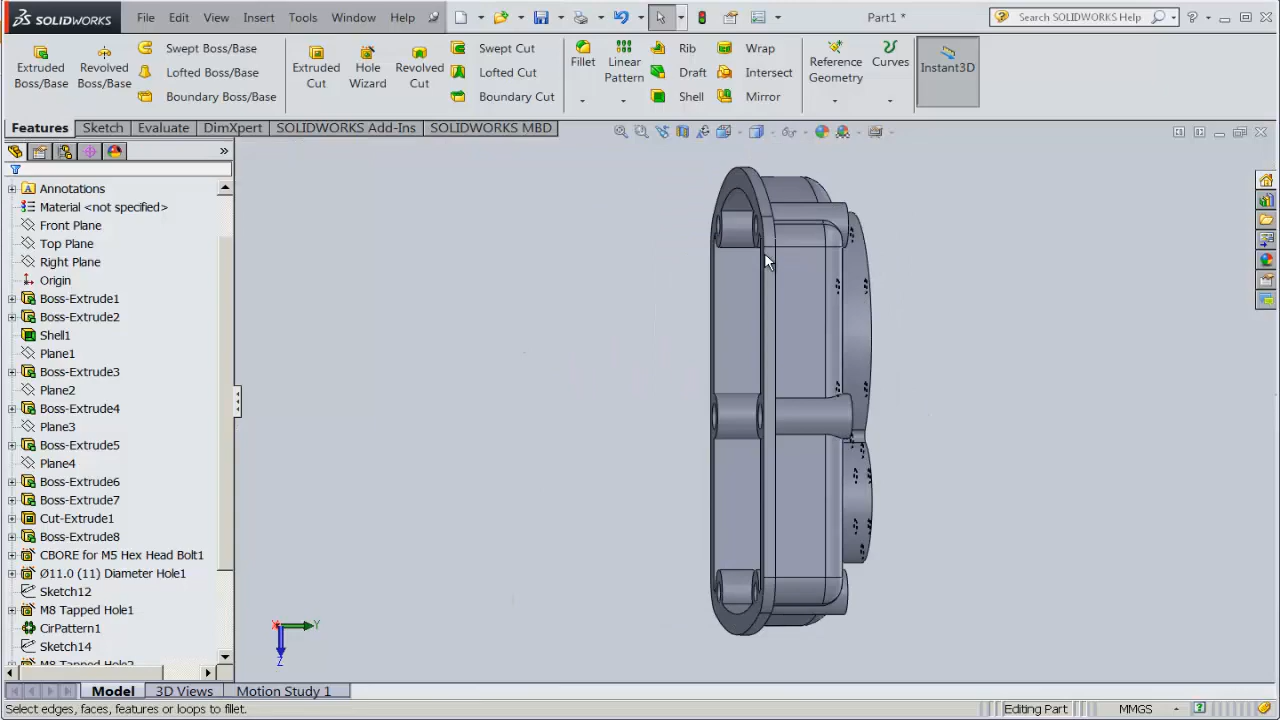 SOLIDWORKS File Edit View Insert Tools Window Help Part1 * Search SOLIDWORKS Help
Extruded Boss/Base
Revolved Boss/Base
Swept Boss/Base
Lofted Boss/Base
Boundary Boss/Base
Extruded Cut
Hole Wizard
Revolved Cut
Swept Cut
Lofted Cut
Boundary Cut
Fillet
Linear Pattern
Rib
Draft
Shell
Wrap
Intersect
Mirror
Reference Geometry
Curves
Instant3D
Features Sketch Evaluate DimXpert SOLIDWORKS Add-Ins SOLIDWORKS MBD
Annotations
Material <not specified>
Front Plane
Top Plane
Right Plane
Origin
Boss-Extrude1
Boss-Extrude2
Shell1
Plane1
Boss-Extrude3
Plane2
Boss-Extrude4
Plane3
Boss-Extrude5
Plane4
Boss-Extrude6
Boss-Extrude7
Cut-Extrude1
Boss-Extrude8
CBORE for M5 Hex Head Bolt1
Ø11.0 (11) Diameter Hole1
Sketch12
M8 Tapped Hole1
CirPattern1
Sketch14
M8 Tapped Hole2
X Y
Z
Model 3D Views Motion Study 1
Select edges, faces, features or loops to fillet. Editing Part MMGS